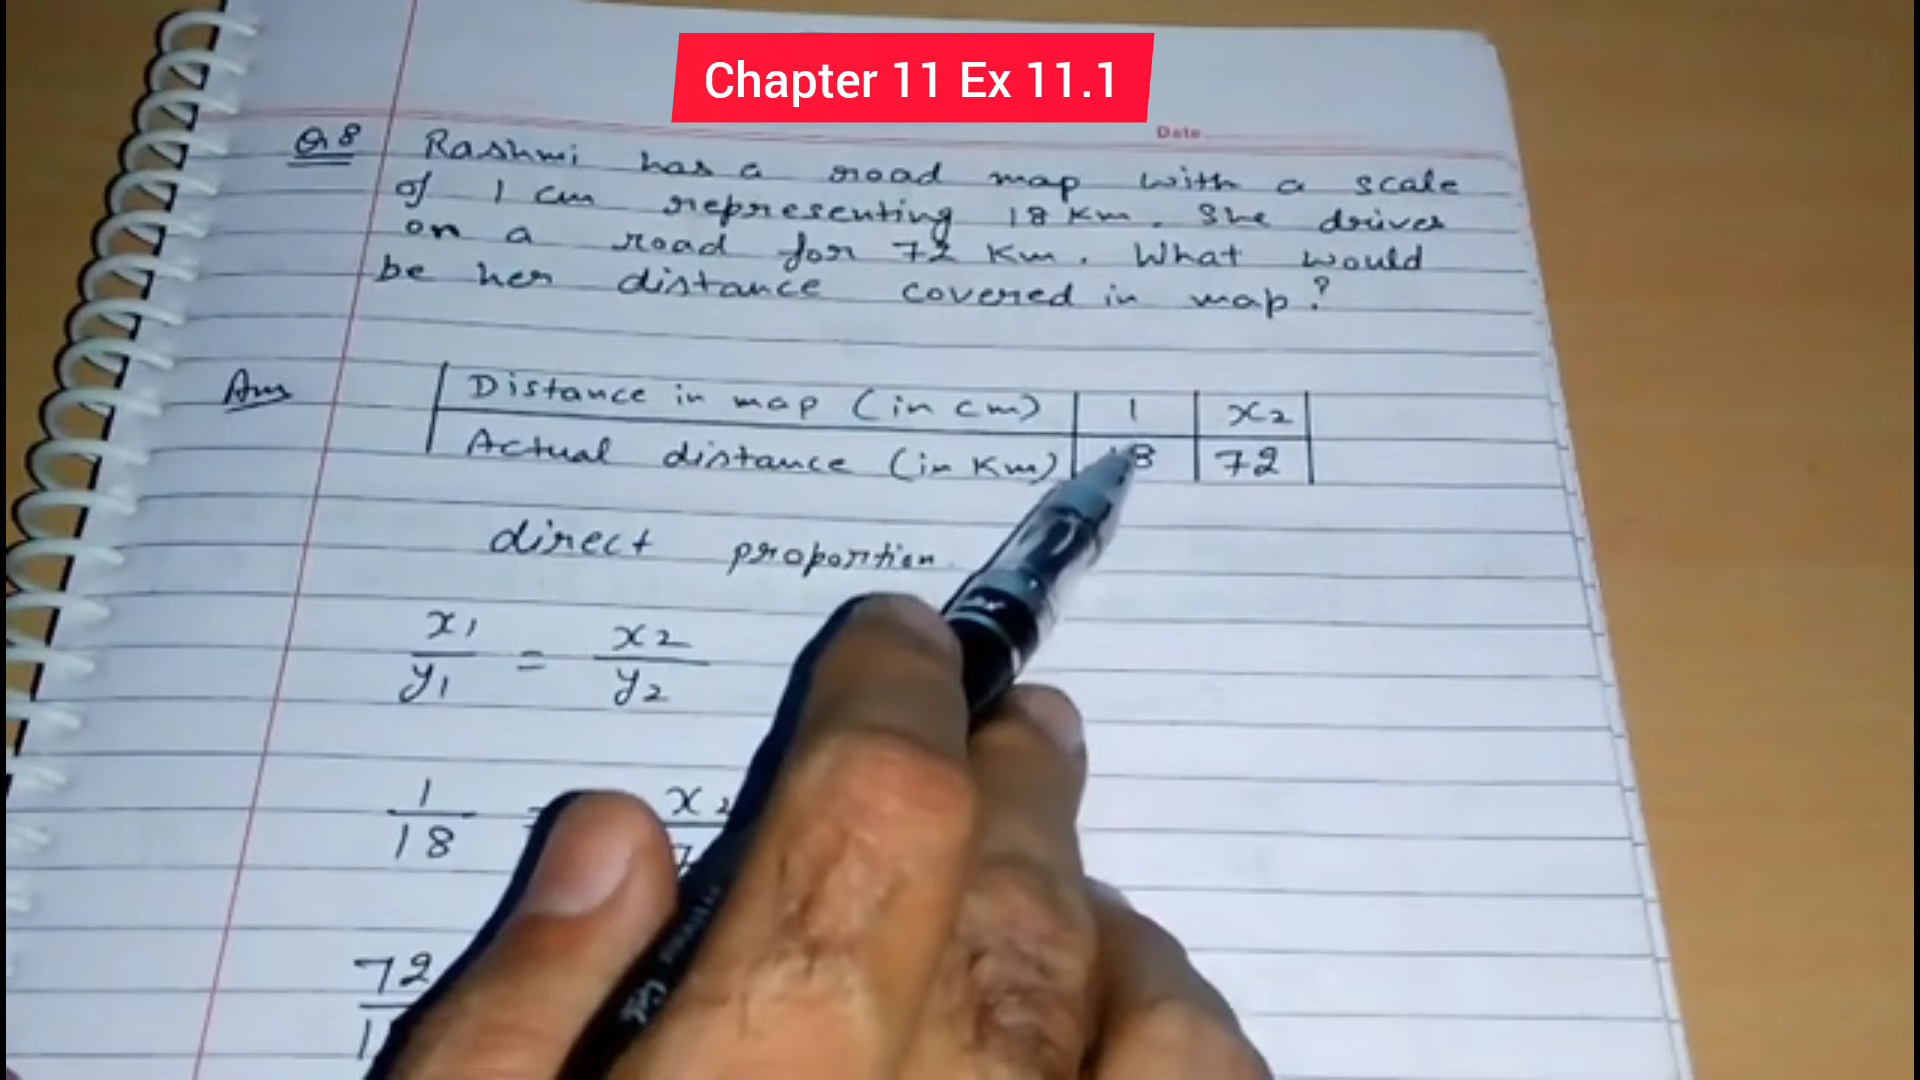 Chapter 11 Ex 11.1
Date
Q8 Rashmi has a road map with a scale
of 1 cm representing 18 Km. She drives
on a road for 72 Km. What would
be her distance covered in map?
Ans
Distance in map (in cm) | 1 | x2
Actual distance (in Km) | 18 | 72
direct proportion
x1 / y1 = x2 / y2
1 / 18 = x2
72